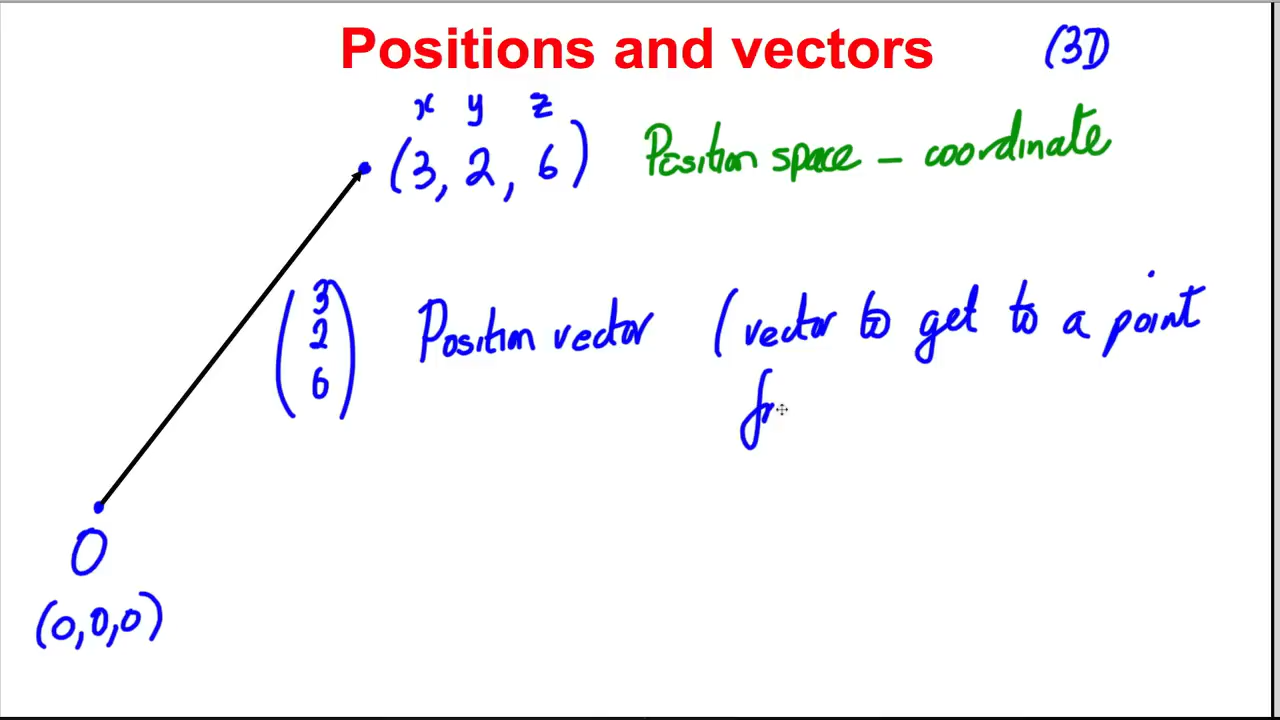 Positions and vectors (3D
x y z
(3, 2, 6) Position space - coordinate
(3
2
6) Position vector (vector to get to a point
fr
O
(0,0,0)